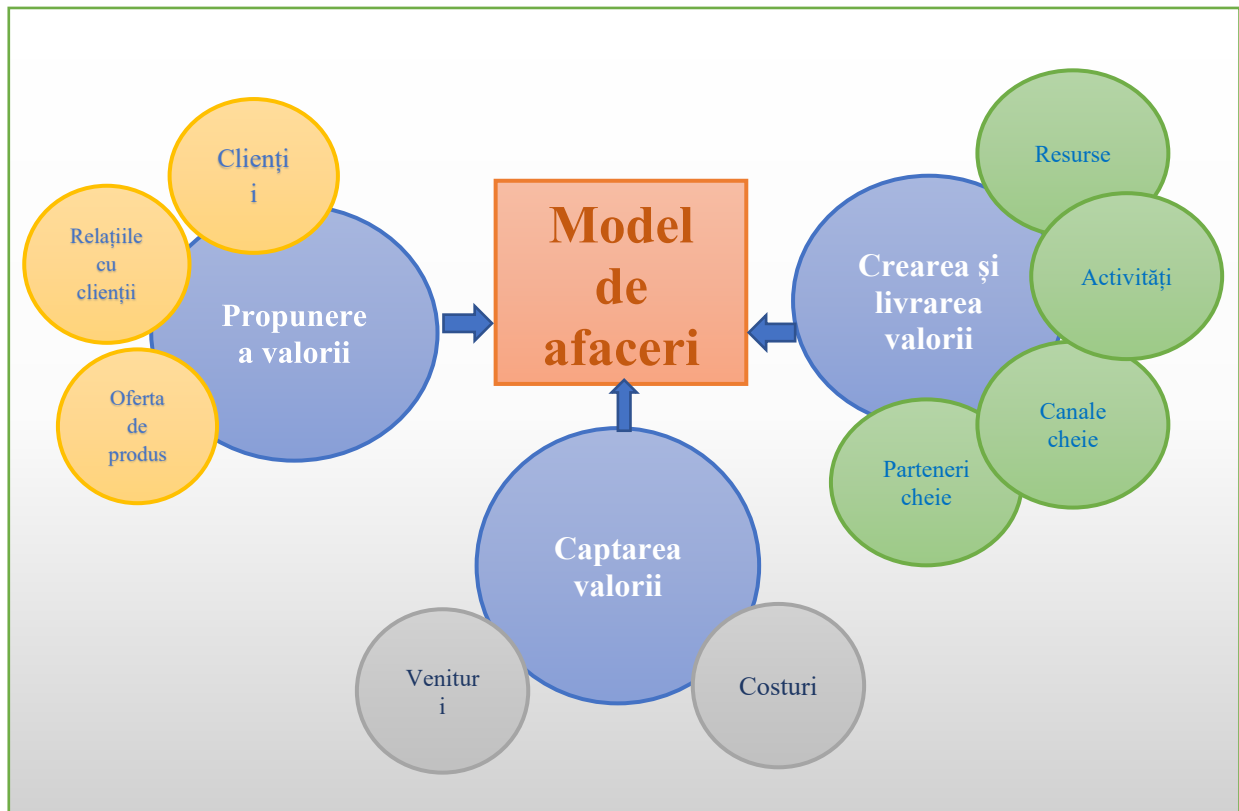 Clienți
i
Relațiile
cu
clienții
Propunere
a valorii
Oferta
de
produs
Model
de
afaceri
Crearea și
livrarea
valorii
Resurse
Activități
Canale
cheie
Parteneri
cheie
Captarea
valorii
Venitur
i
Costuri